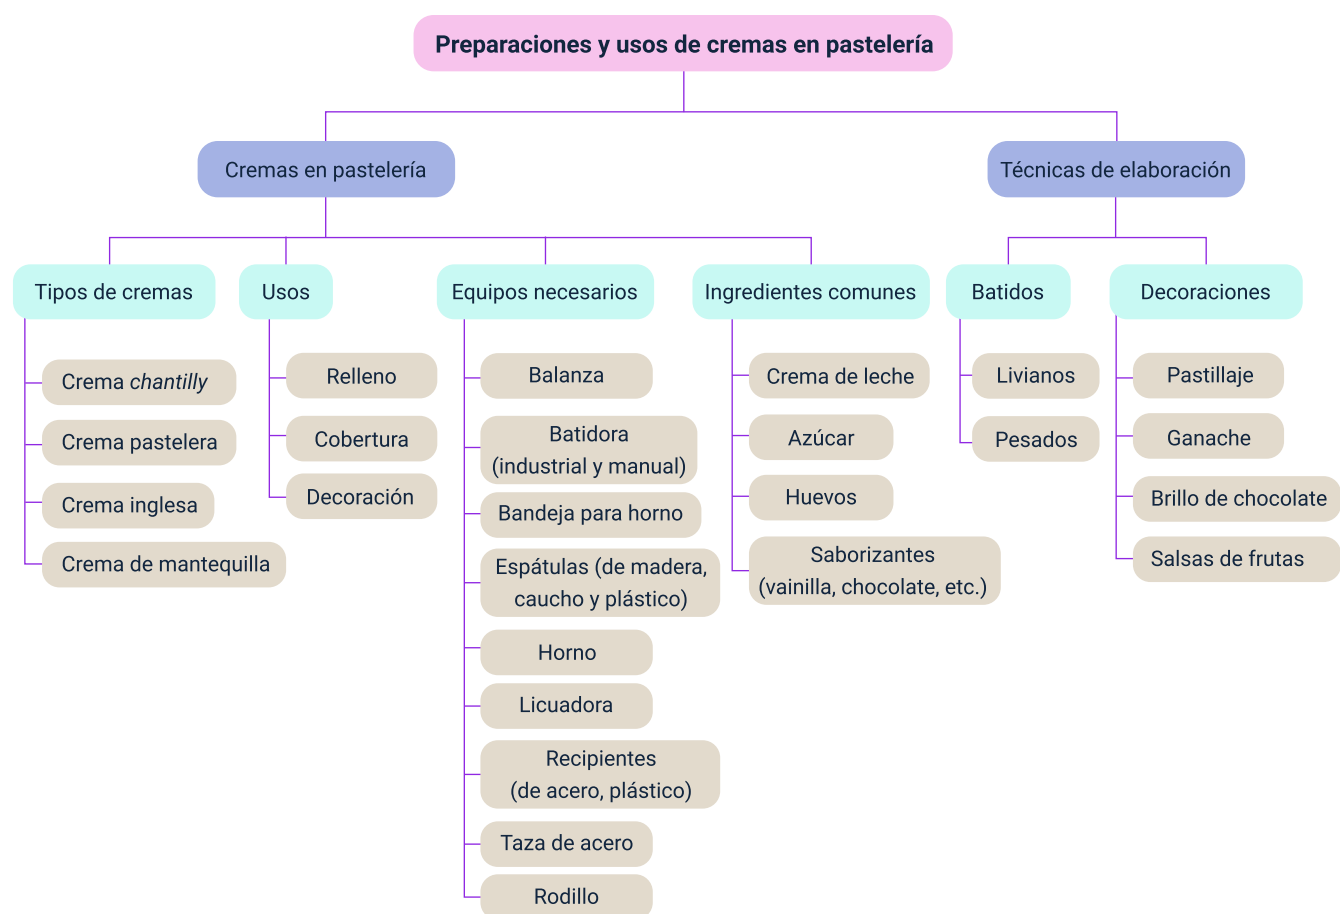 Preparaciones y usos de cremas en pastelería
Cremas en pastelería
Técnicas de elaboración
Tipos de cremas
Usos
Equipos necesarios
Ingredientes comunes
Batidos
Decoraciones
Crema chantilly
Crema pastelera
Crema inglesa
Crema de mantequilla
Relleno
Cobertura
Decoración
Balanza
Batidora
(industrial y manual)
Bandeja para horno
Espátulas (de madera,
caucho y plástico)
Horno
Licuadora
Recipientes
(de acero, plástico)
Taza de acero
Rodillo
Crema de leche
Azúcar
Huevos
Saborizantes
(vainilla, chocolate, etc.)
Livianos
Pesados
Pastillaje
Ganache
Brillo de chocolate
Salsas de frutas